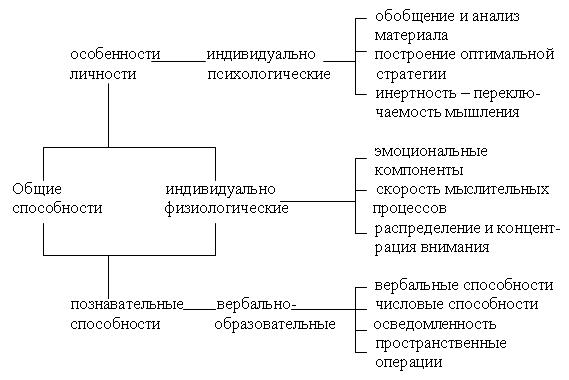 обобщение и анализ
материала
особенности
личности
индивидуально
психологические
построение оптимальной
стратегии
инертность – переклю-
чаемость мышления
эмоциональные
компоненты
Общие
способности
индивидуально
физиологические
скорость мыслительных
процессов
распределение и концент-
рация внимания
познавательные
способности
вербально-
образовательные
вербальные способности
числовые способности
осведомленность
пространственные
операции